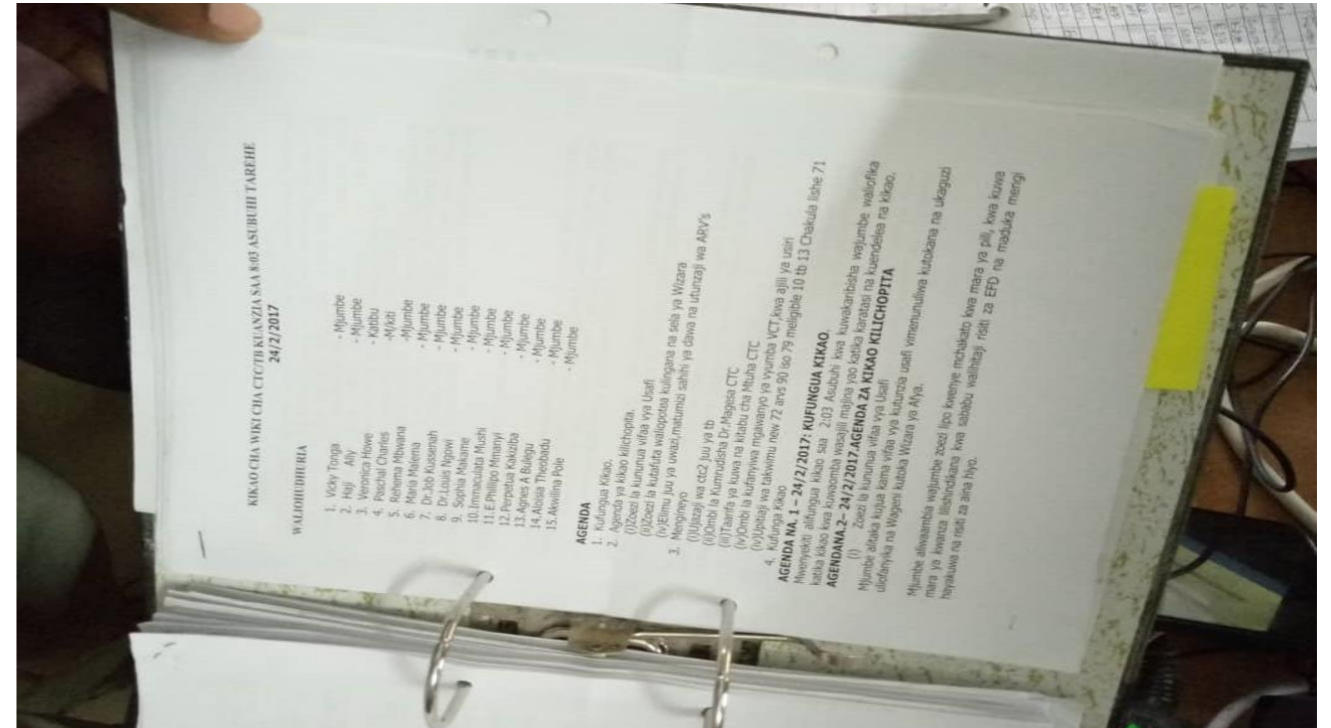 KIKAO CHA WIKI CHA CTC/TB KUANZIA SAA 8:03 ASUBUHI TAREHE
24/2/2017
WALIOHUDHURIA
1. Vicky Tonga - Mjumbe
2. Haji Ally - Mjumbe
3. Veronica Howe - Katibu
4. Paschal Charles -M/kiti
5. Rehema Mbwana -Mjumbe
6. Maria Malema - Mjumbe
7. Dr.Job Kussenah - Mjumbe
8. Dr.Louis Ngowi - Mjumbe
9. Sophia Makame - Mjumbe
10.Immaculata Mushi - Mjumbe
11.E.Phillipo Mmanyi - Mjumbe
12.Perpetua Kakiziba - Mjumbe
13.Agnes A Bulegu - Mjumbe
14.Aloisia Theobadu - Mjumbe
15.Akwilina Pole - Mjumbe
AGENDA
1. Kufungua Kikao.
2. Agenda ya kikao kilichopita.
(i)Zoezi la kununua vifaa vya Usafi
(ii)Zoezi la kutafuta waliopotea kulingana na sela ya Wizara
(iv)Elimu juu ya uwazi,matumizi sahihi ya dawa na utunzaji wa ARV's
3. Mengineyo
(i)Ujazaji wa ctc2 juu ya tb
(ii)Ombi la Kumrudisha Dr.Magesa CTC
(iii)Taarifa ya kuwa na kitabu cha Mtuha CTC
(iv)Ombi la kufanyiwa mgawanyo ya vyumba VCT,kwa ajili ya usiri
(iv)Upitiaji wa takwimu new 72 arvs 90 iso 79 meligible 10 tb 13 Chakula lishe 71
4. Kufunga Kikao
AGENDA NA. 1 – 24/2/2017: KUFUNGUA KIKAO.
Mwenyekiti alifungua kikao saa 2:03 Asubuhi kwa kuwakaribisha wajumbe waliofika
katika kikao kwa kuwaomba wasajili majina yao katika karatasi na kuendelea na kikao.
AGENDANA.2– 24/2/2017.AGENDA ZA KIKAO KILICHOPITA
(i) Zoezi la kununua vifaa vya Usafi
Mjumbe alitaka kujua kama vifaa vya kutunzia usafi vimenunuliwa kutokana na ukaguzi
uliofanyika na Wageni kutoka Wizara ya Afya.
Mjumbe aliwaambia wajumbe zoezi lipo kwenye mchakato kwa mara ya pili, kwa kuwa
mara ya kwanza lilishindikana kwa sababu walihitaji risiti za EFD na maduka mengi
hayakuwa na risiti za aina hiyo.